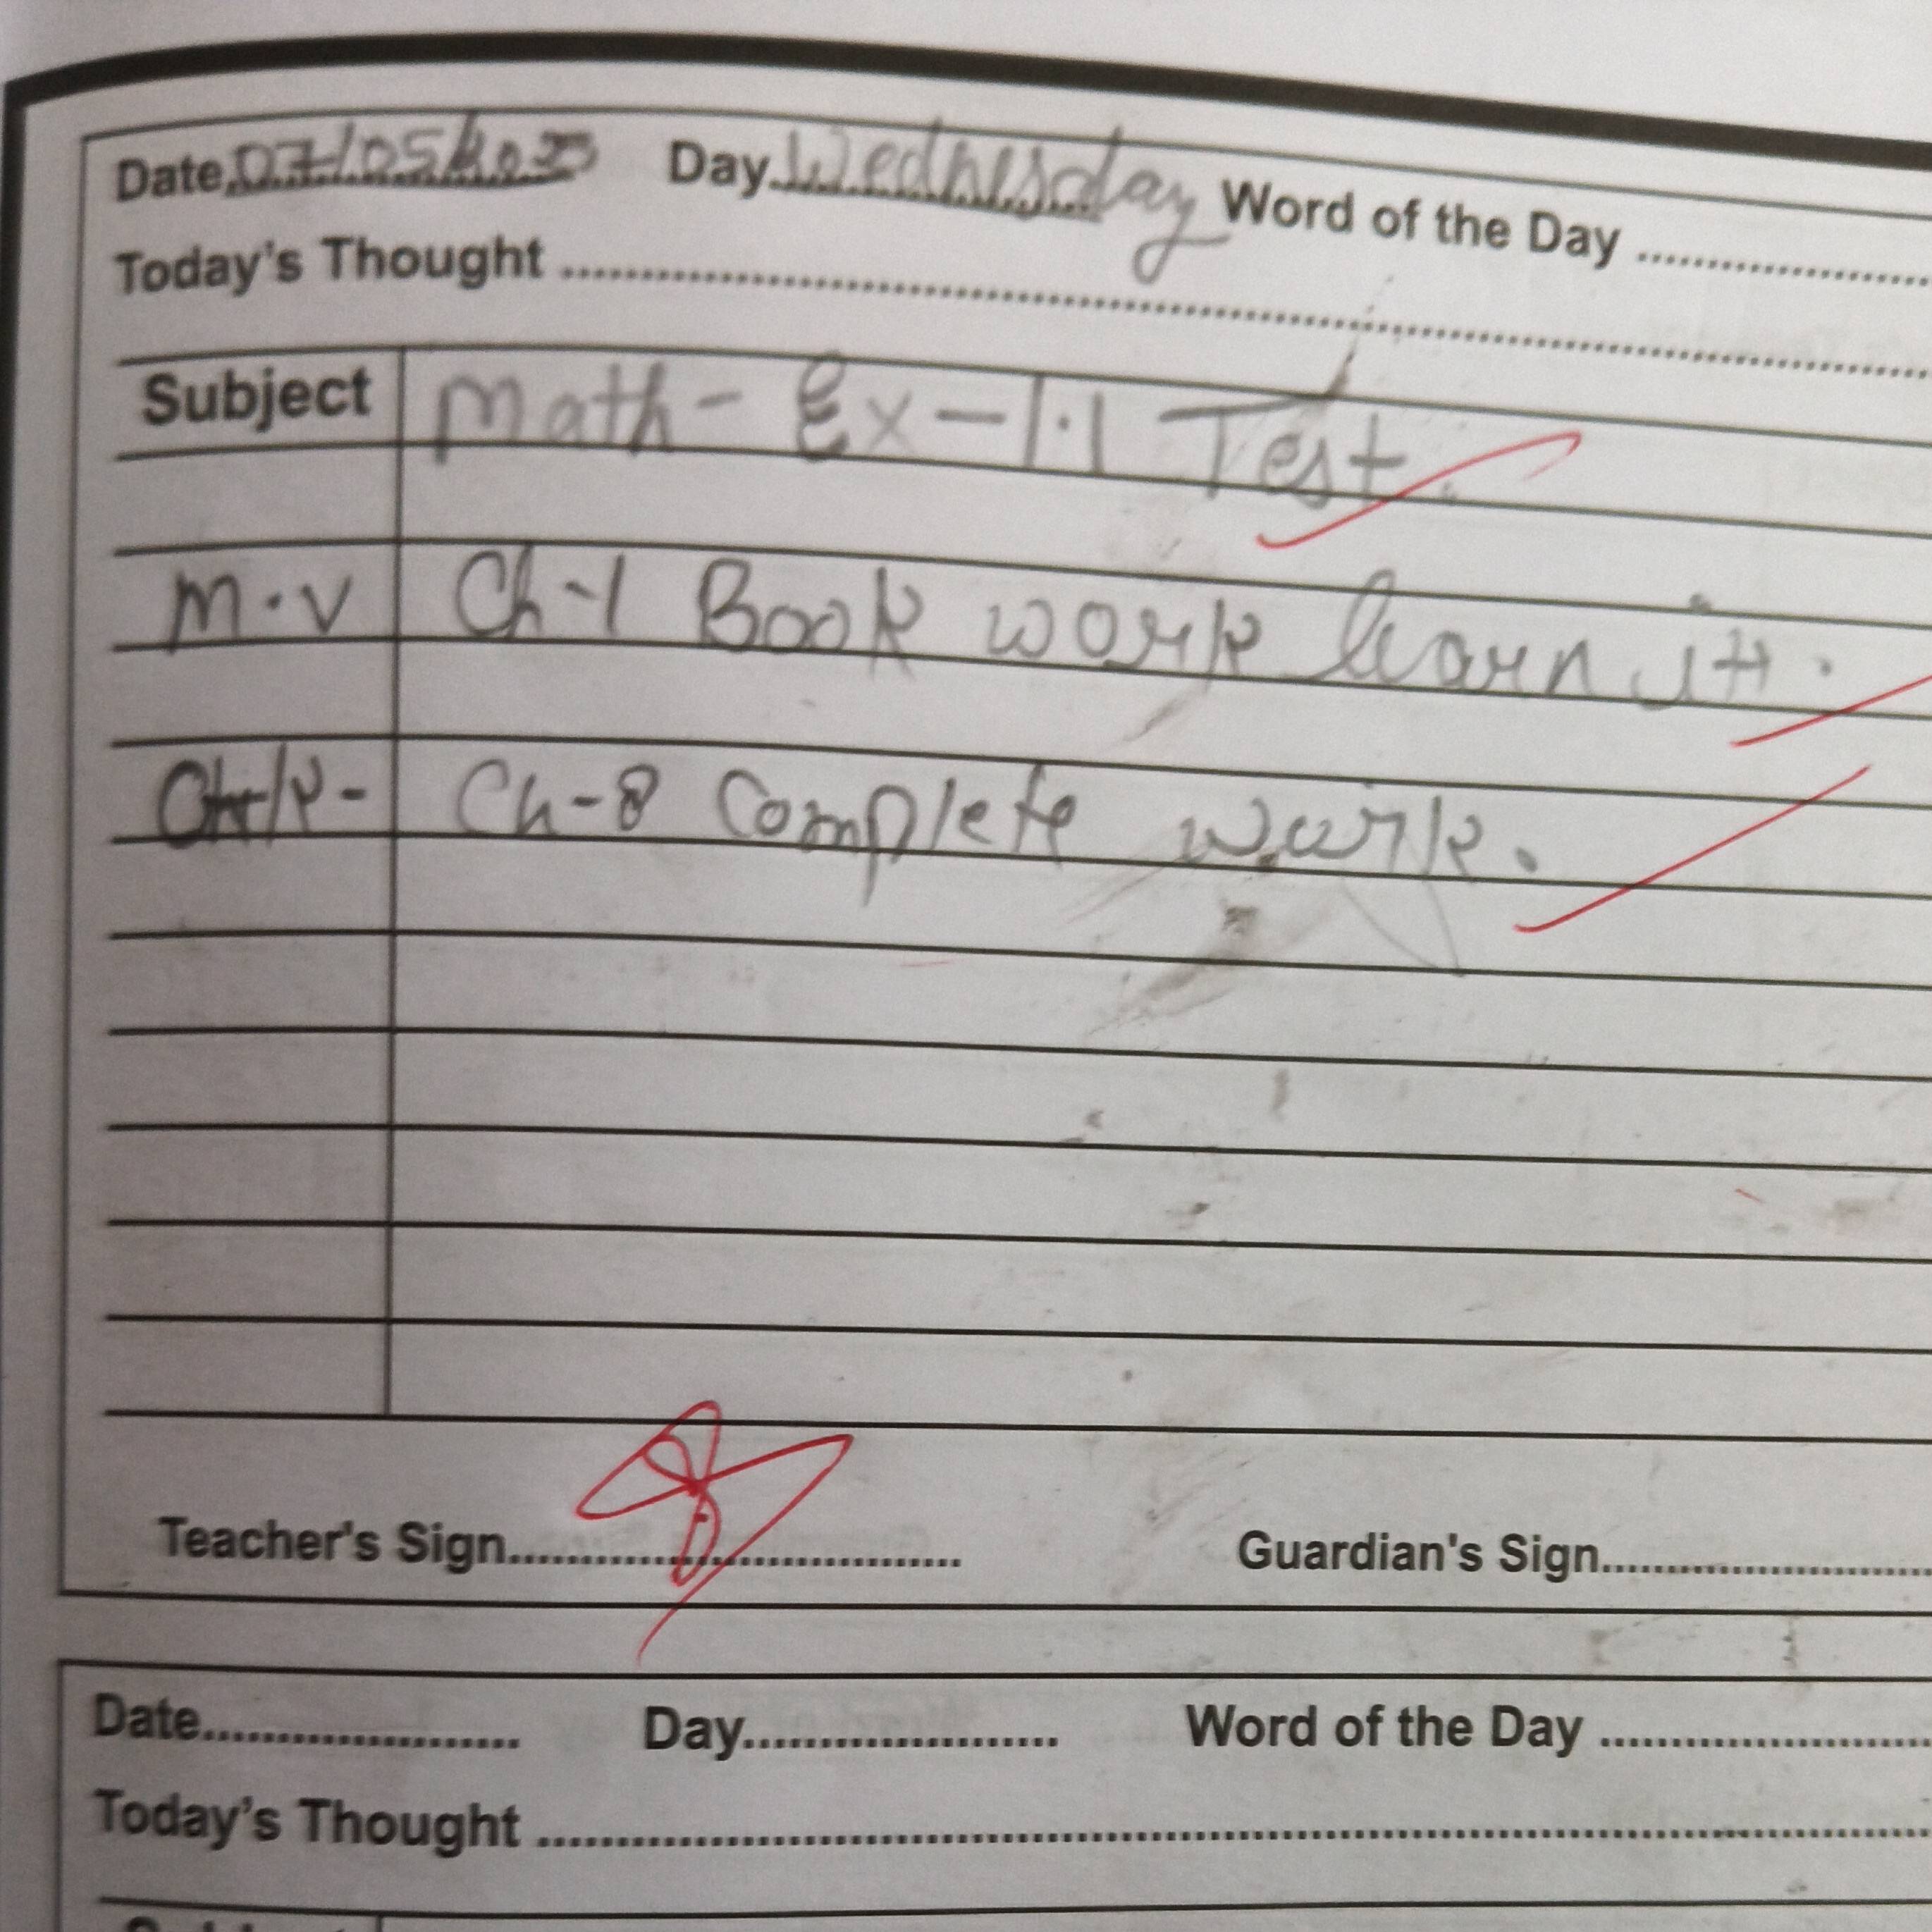 Date 07/05/2025 Day Wednesday Word of the Day ....................
Today's Thought ....................
Subject Math - Ex - 1.1 Test.
M.V Ch-1 Book work learn it.
Ch-8 Complete work.
Teacher's Sign.................... Guardian's Sign....................
Date.................... Day.................... Word of the Day ....................
Today's Thought ....................